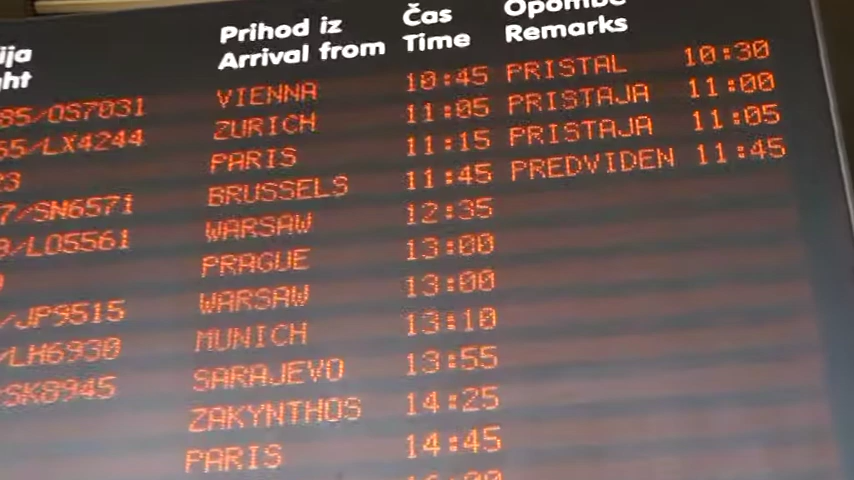 Prihod iz Čas Opombe
Arrival from Time Remarks
85/OS7031 VIENNA 10:45 PRISTAL 10:30
55/LX4244 ZURICH 11:05 PRISTAJA 11:00
PARIS 11:15 PRISTAJA 11:05
7/SN6571 BRUSSELS 11:45 PREDVIDEN 11:45
/LO5561 WARSAW 12:35
PRAGUE 13:00
/JP9515 WARSAW 13:00
/LH6930 MUNICH 13:10
/SK8945 SARAJEVO 13:55
ZAKYNTHOS 14:25
PARIS 14:45